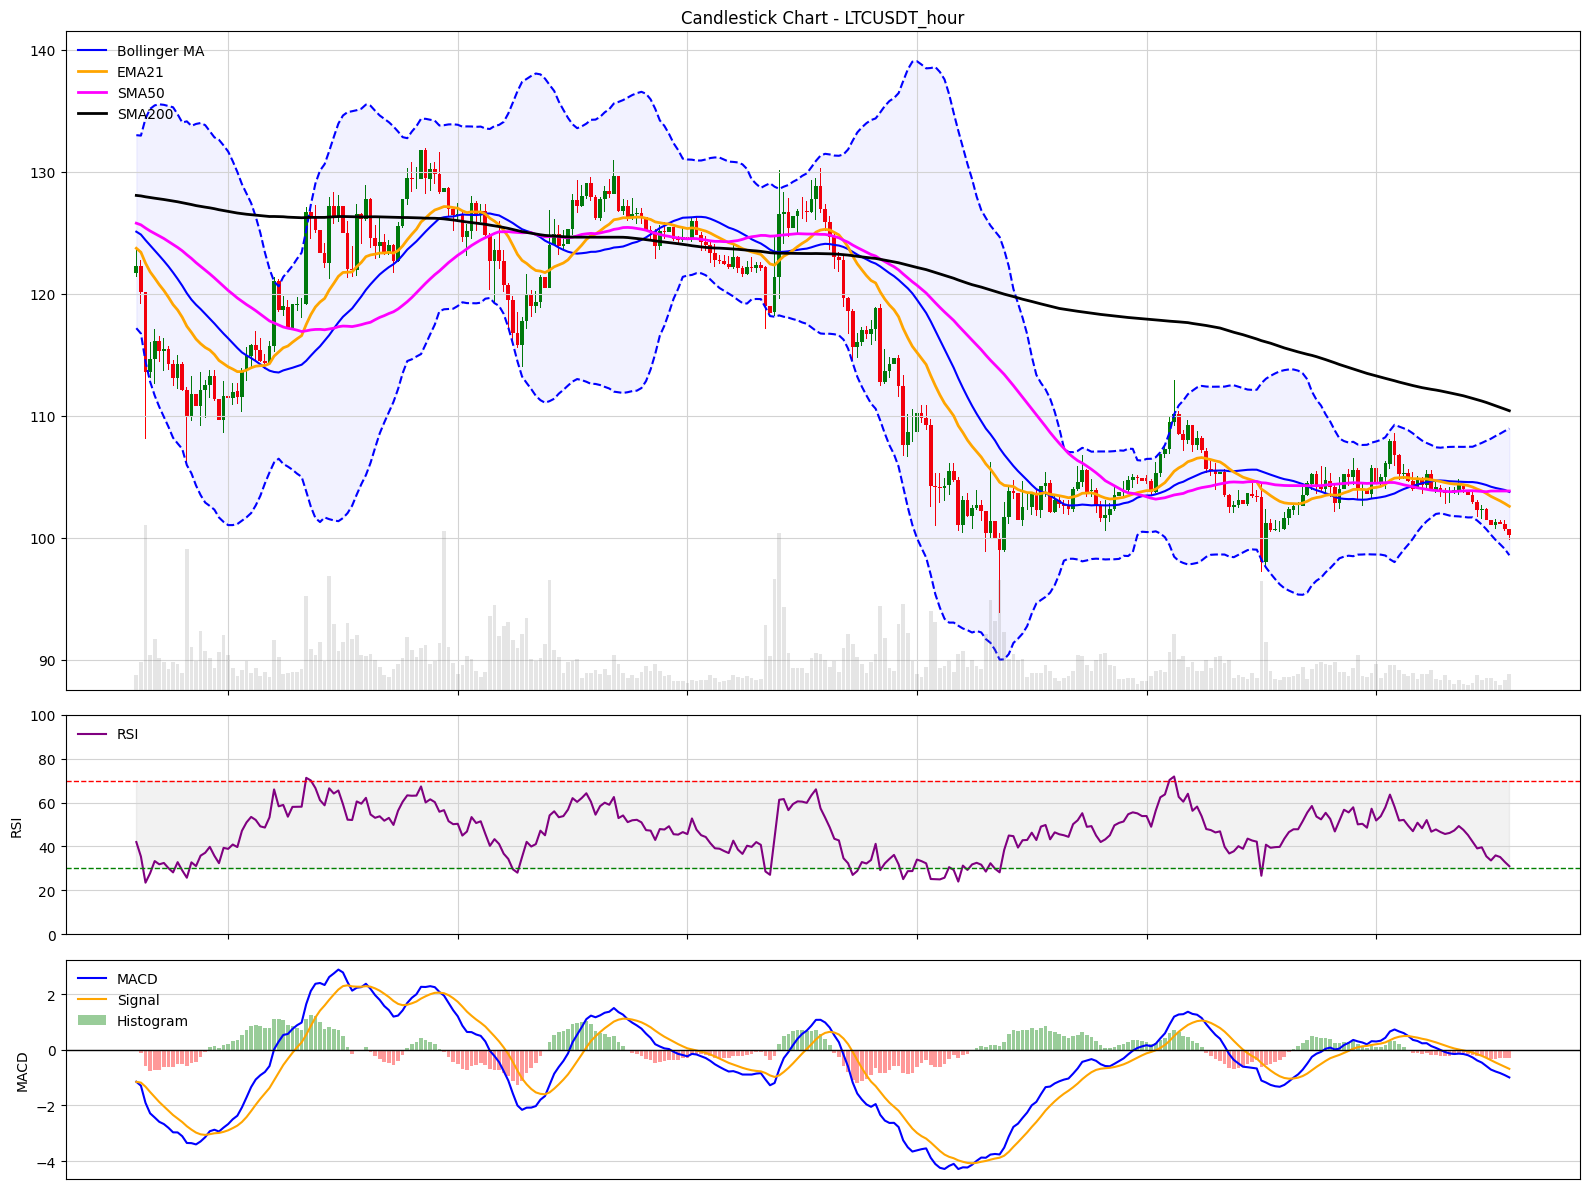 Candlestick Chart - LTCUSDT_hour
Bollinger MA
EMA21
SMA50
SMA200
140
130
120
110
100
90
RSI
RSI
100
80
60
40
20
0
MACD
Signal
Histogram
MACD
2
0
−2
−4